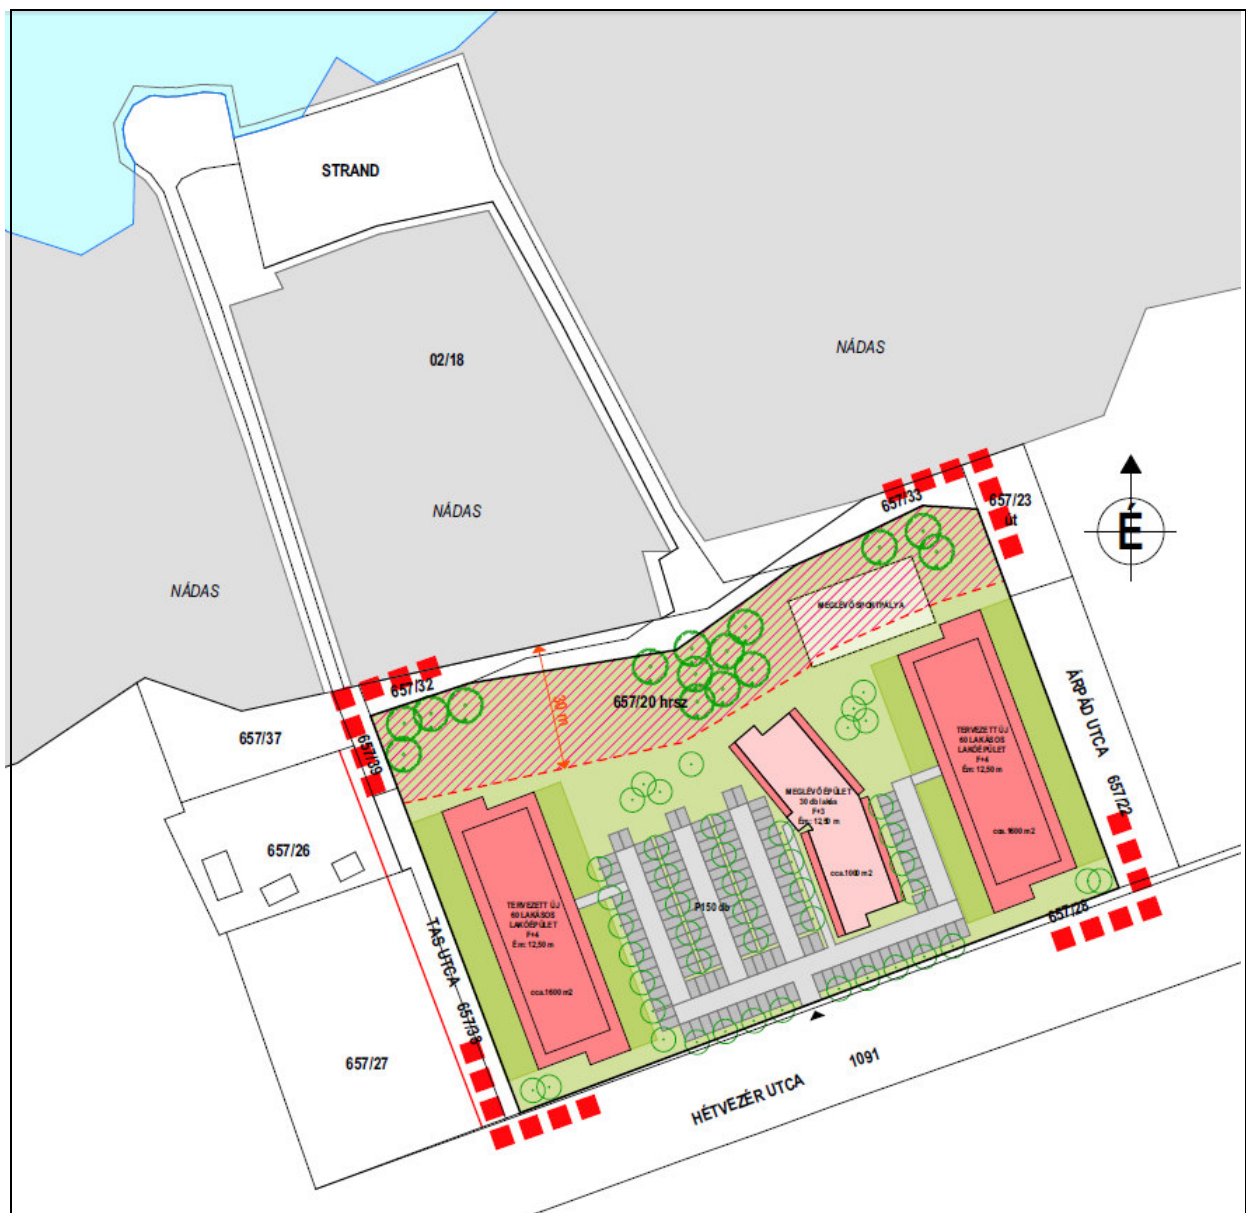 STRAND
NÁDAS
02/18
NÁDAS
NÁDAS
657/33
657/23
út
É
MEGLÉVŐ SPORTPÁLYA
657/32
30 m
657/20 hrsz
657/37
657/39
ÁRPÁD UTCA
657/22
TERVEZETT ÚJ
60 LAKÁSOS
LAKÓÉPÜLET
F+4
Ém: 12,50 m
cca.1600 m2
MEGLÉVŐ ÉPÜLET
30 db lakás
F+3
Ém: 12,50 m
cca.1000 m2
657/26
P150 db
TERVEZETT ÚJ
60 LAKÁSOS
LAKÓÉPÜLET
F+4
Ém: 12,50 m
cca.1600 m2
657/28
TAS UTCA
657/38
657/27
HÉTVEZÉR UTCA
1091